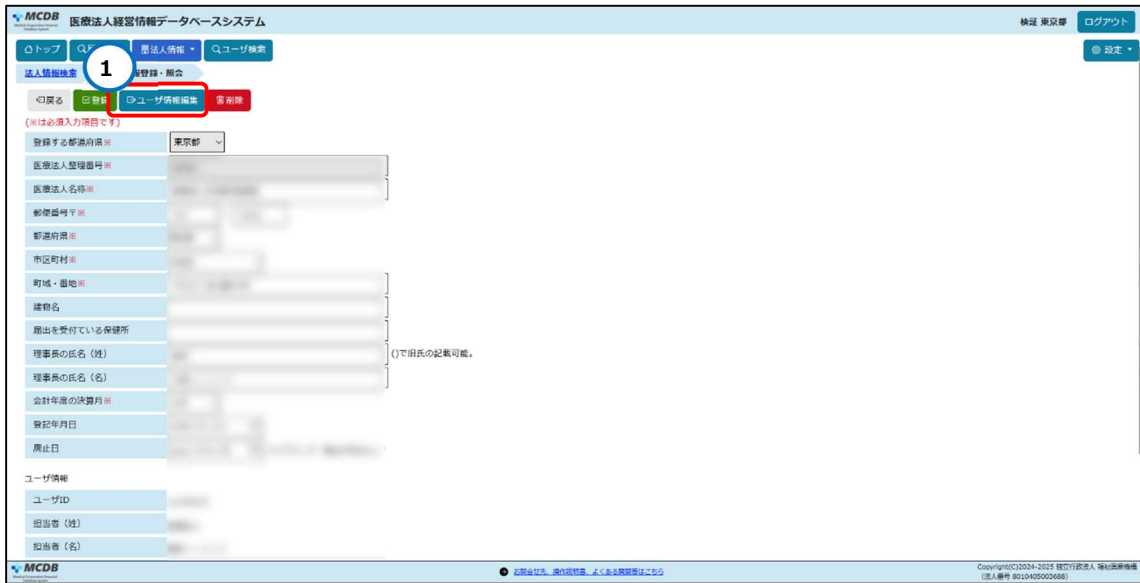 MCDB 医療法人経営情報データベースシステム 検証 東京都 ログアウト
トップ 法人情報 ユーザ検索 設定
法人情報検索 1 報登録・照会
戻る 登録 ユーザ情報編集 削除
(※は必須入力項目です)
登録する都道府県※ 東京都
医療法人整理番号※
医療法人名称※
郵便番号〒※
都道府県※
市区町村※
町域・番地※
建物名
届出を受付ている保健所
理事長の氏名（姓） ()で旧氏の記載可能。
理事長の氏名（名）
会計年度の決算月※
登記年月日
廃止日
ユーザ情報
ユーザID
担当者（姓）
担当者（名）
MCDB お問合せ先、操作説明書、よくある質問等はこちら Copyright(C)2024-2025 独立行政法人 福祉医療機構
(法人番号 8010405003688)